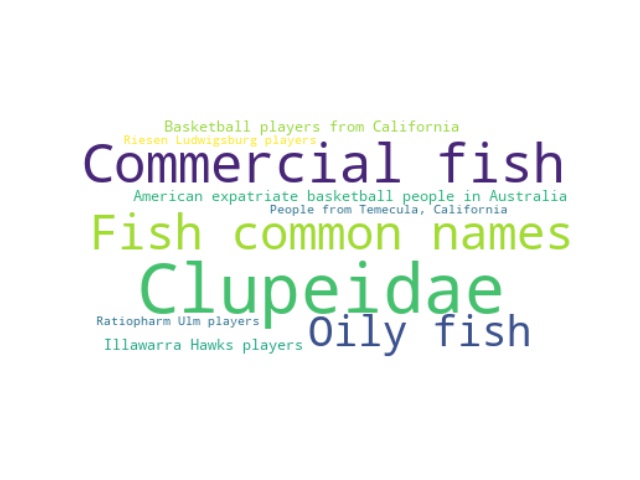 Basketball players from California
Riesen Ludwigsburg players
Commercial fish
American expatriate basketball people in Australia
People from Temecula, California
Fish common names
Clupeidae
Ratiopharm Ulm players
Oily fish
Illawarra Hawks players